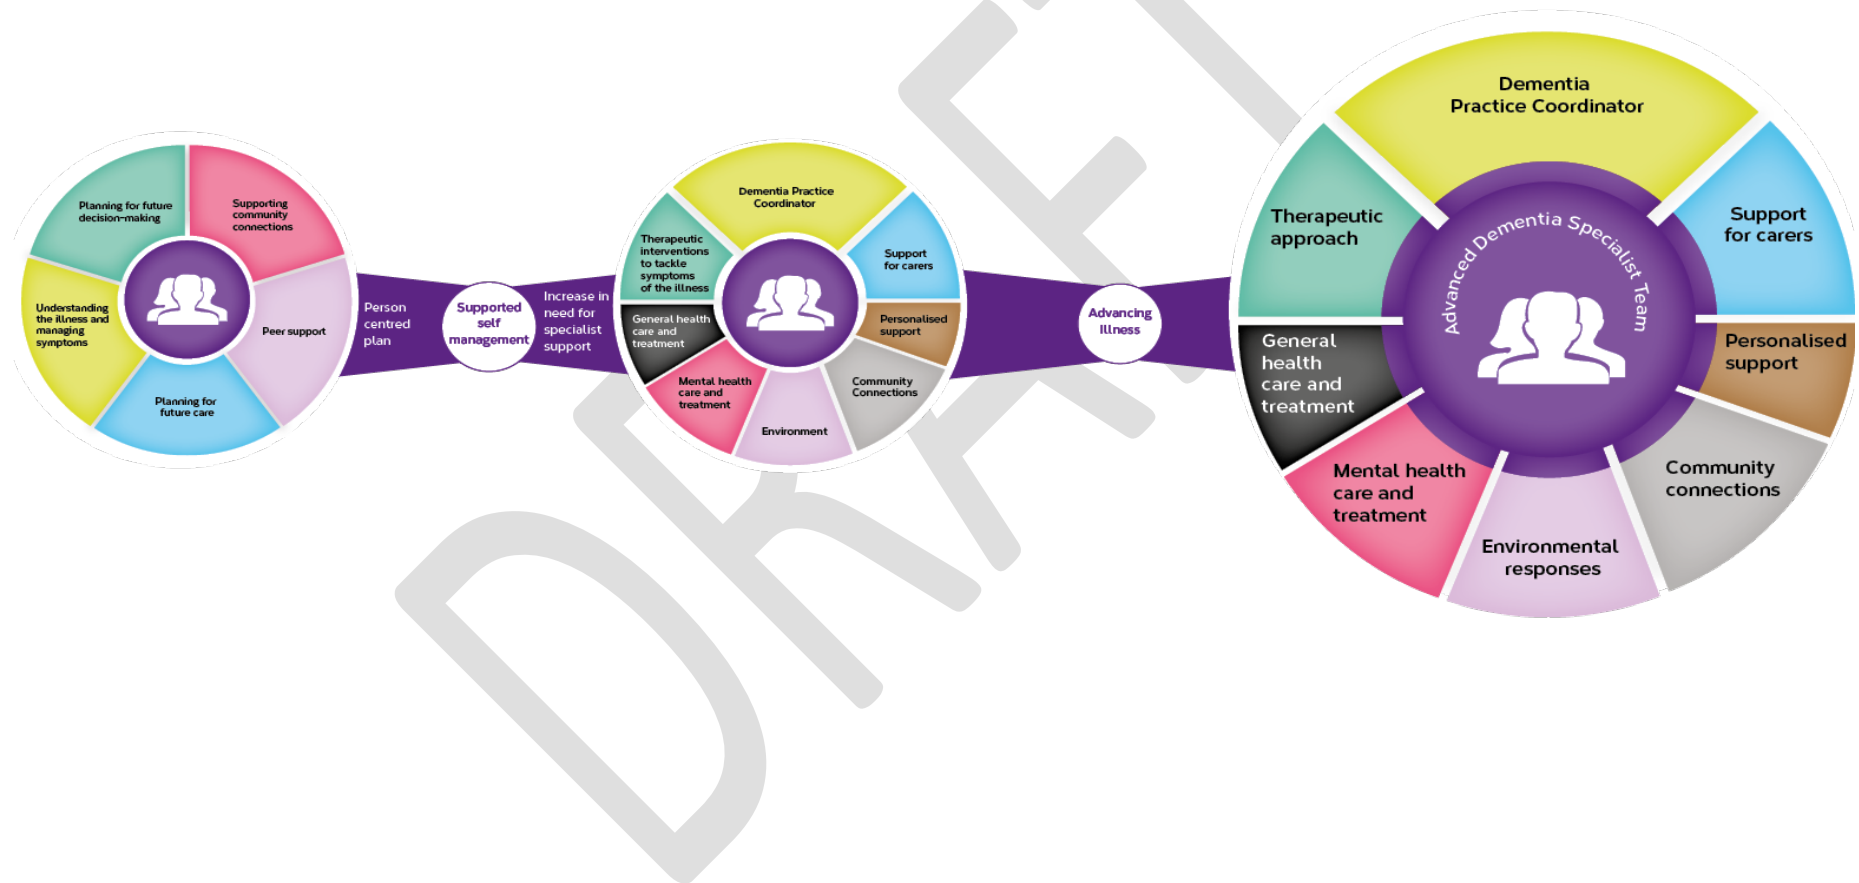 Planning for future
decision-making
Supporting
community
connections
Understanding
the illness and
managing
symptoms
Peer support
Planning for
future care
Person
centred
plan
Supported
self
management
Increase in
need for
specialist
support
Dementia Practice
Coordinator
Therapeutic
interventions
to tackle
symptoms
of the illness
Support
for carers
General health
care and
treatment
Personalised
support
Mental health
care and
treatment
Community
Connections
Environment
Advancing
Illness
Dementia
Practice Coordinator
Therapeutic
approach
Support
for carers
Advanced Dementia Specialist Team
General
health
care and
treatment
Personalised
support
Mental health
care and
treatment
Community
connections
Environmental
responses
DRAFT